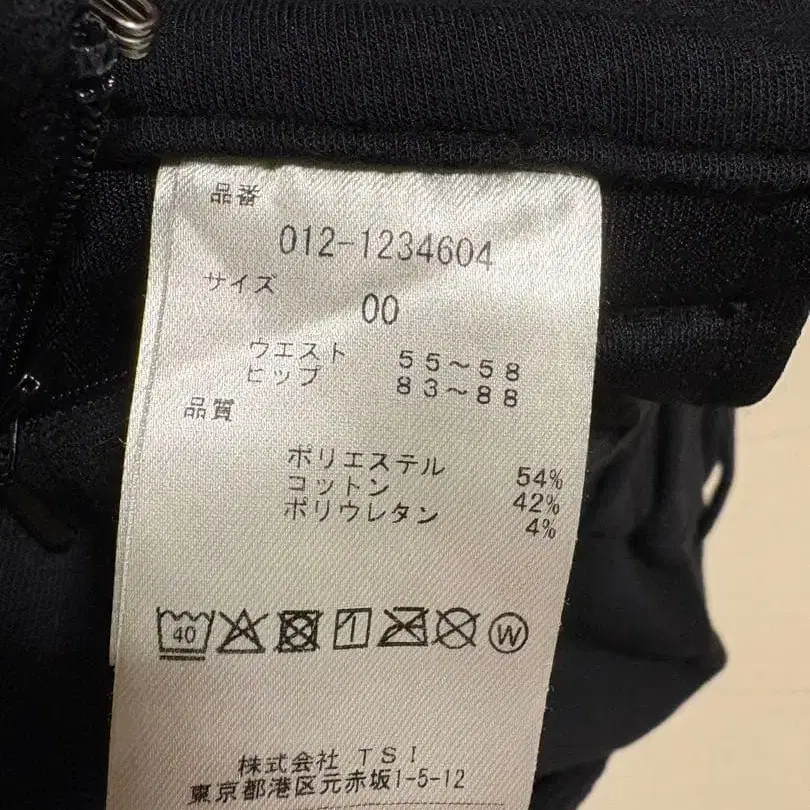 品番
012-1234604
サイズ
00
ウエスト 55～58
ヒップ 83～88
品質
ポリエステル 54%
コットン 42%
ポリウレタン 4%
40 W
株式会社 TSI
東京都港区元赤坂1-5-12